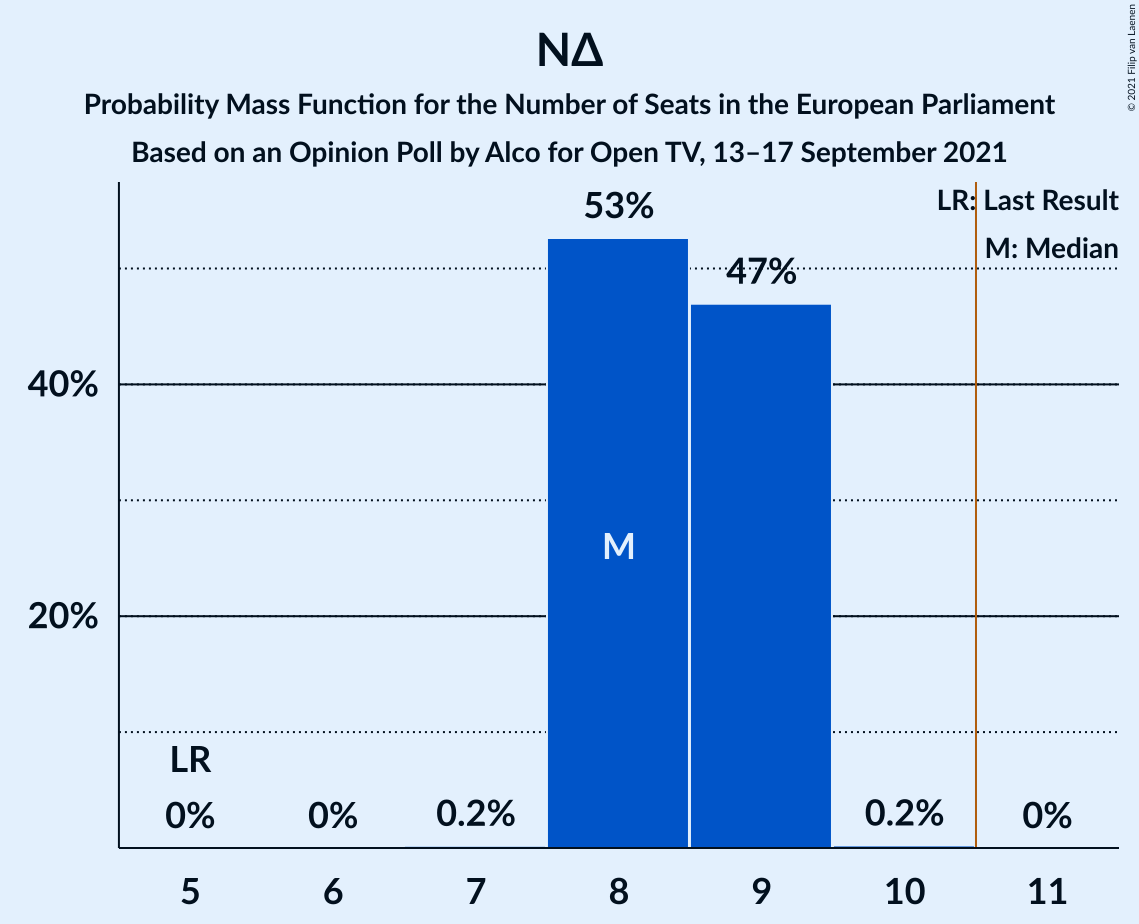 ΝΔ
Probability Mass Function for the Number of Seats in the European Parliament
Based on an Opinion Poll by Alco for Open TV, 13–17 September 2021
© 2021 Filip van Laenen
LR: Last Result
M: Median
53%
47%
40%
M
20%
LR
0%
0%
0.2%
0.2%
0%
5
6
7
8
9
10
11